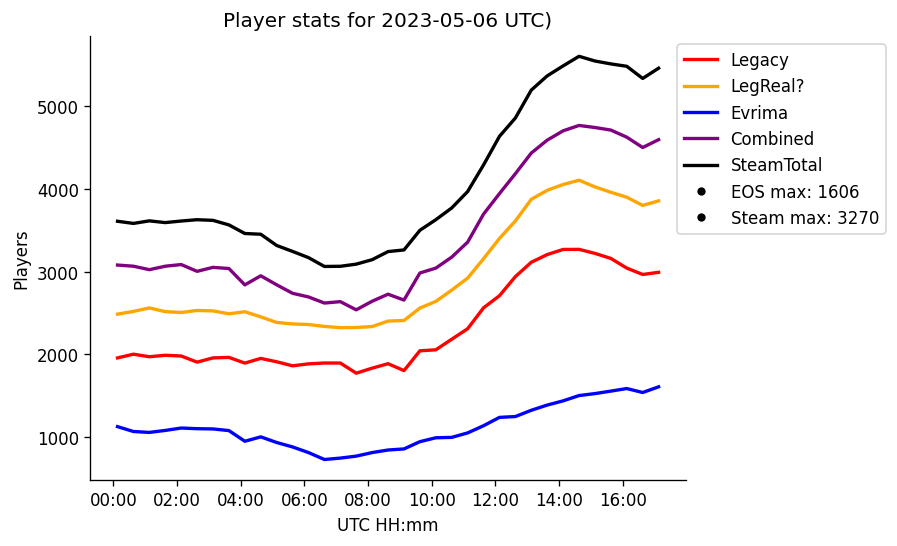 Player stats for 2023-05-06 UTC)
Players
5000
4000
3000
2000
1000
00:00 02:00 04:00 06:00 08:00 10:00 12:00 14:00 16:00
UTC HH:mm
Legacy
LegReal?
Evrima
Combined
SteamTotal
EOS max: 1606
Steam max: 3270